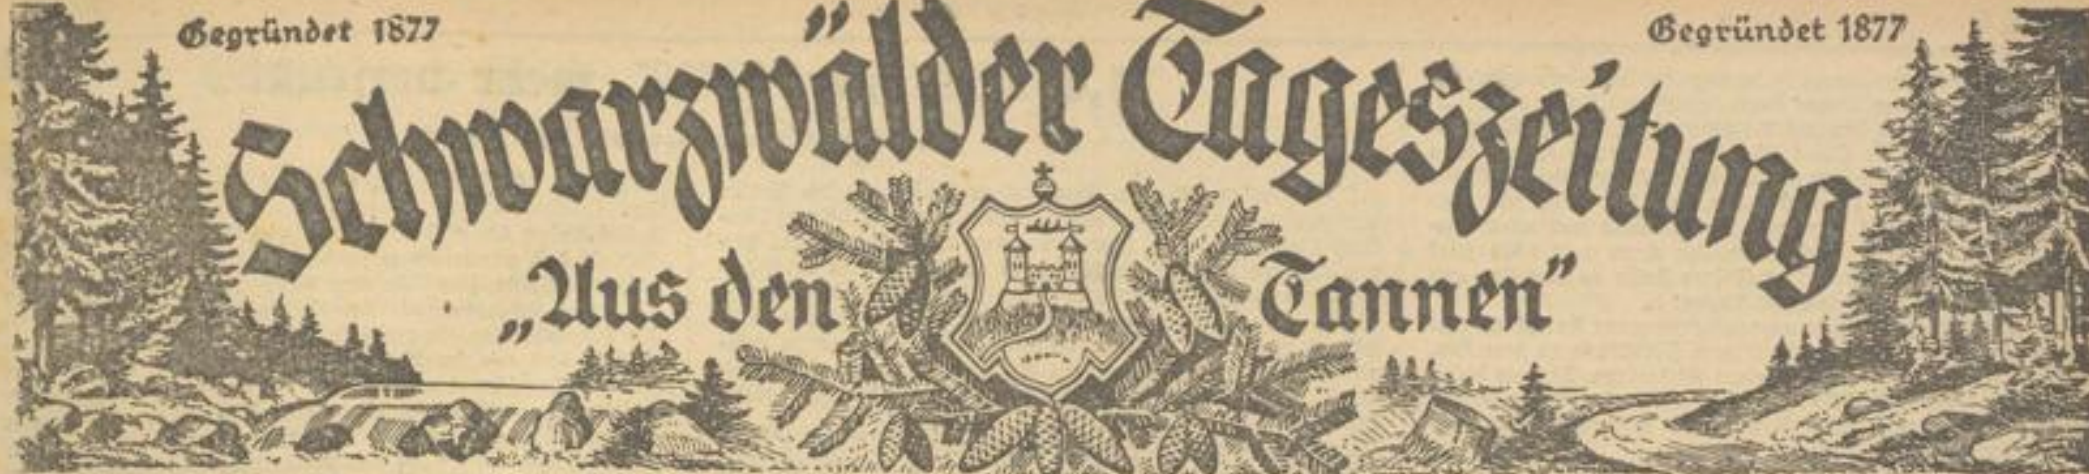 Gegründet 1877
Gegründet 1877
Schwarzwälder Tageszeitung
„Aus den Tannen“